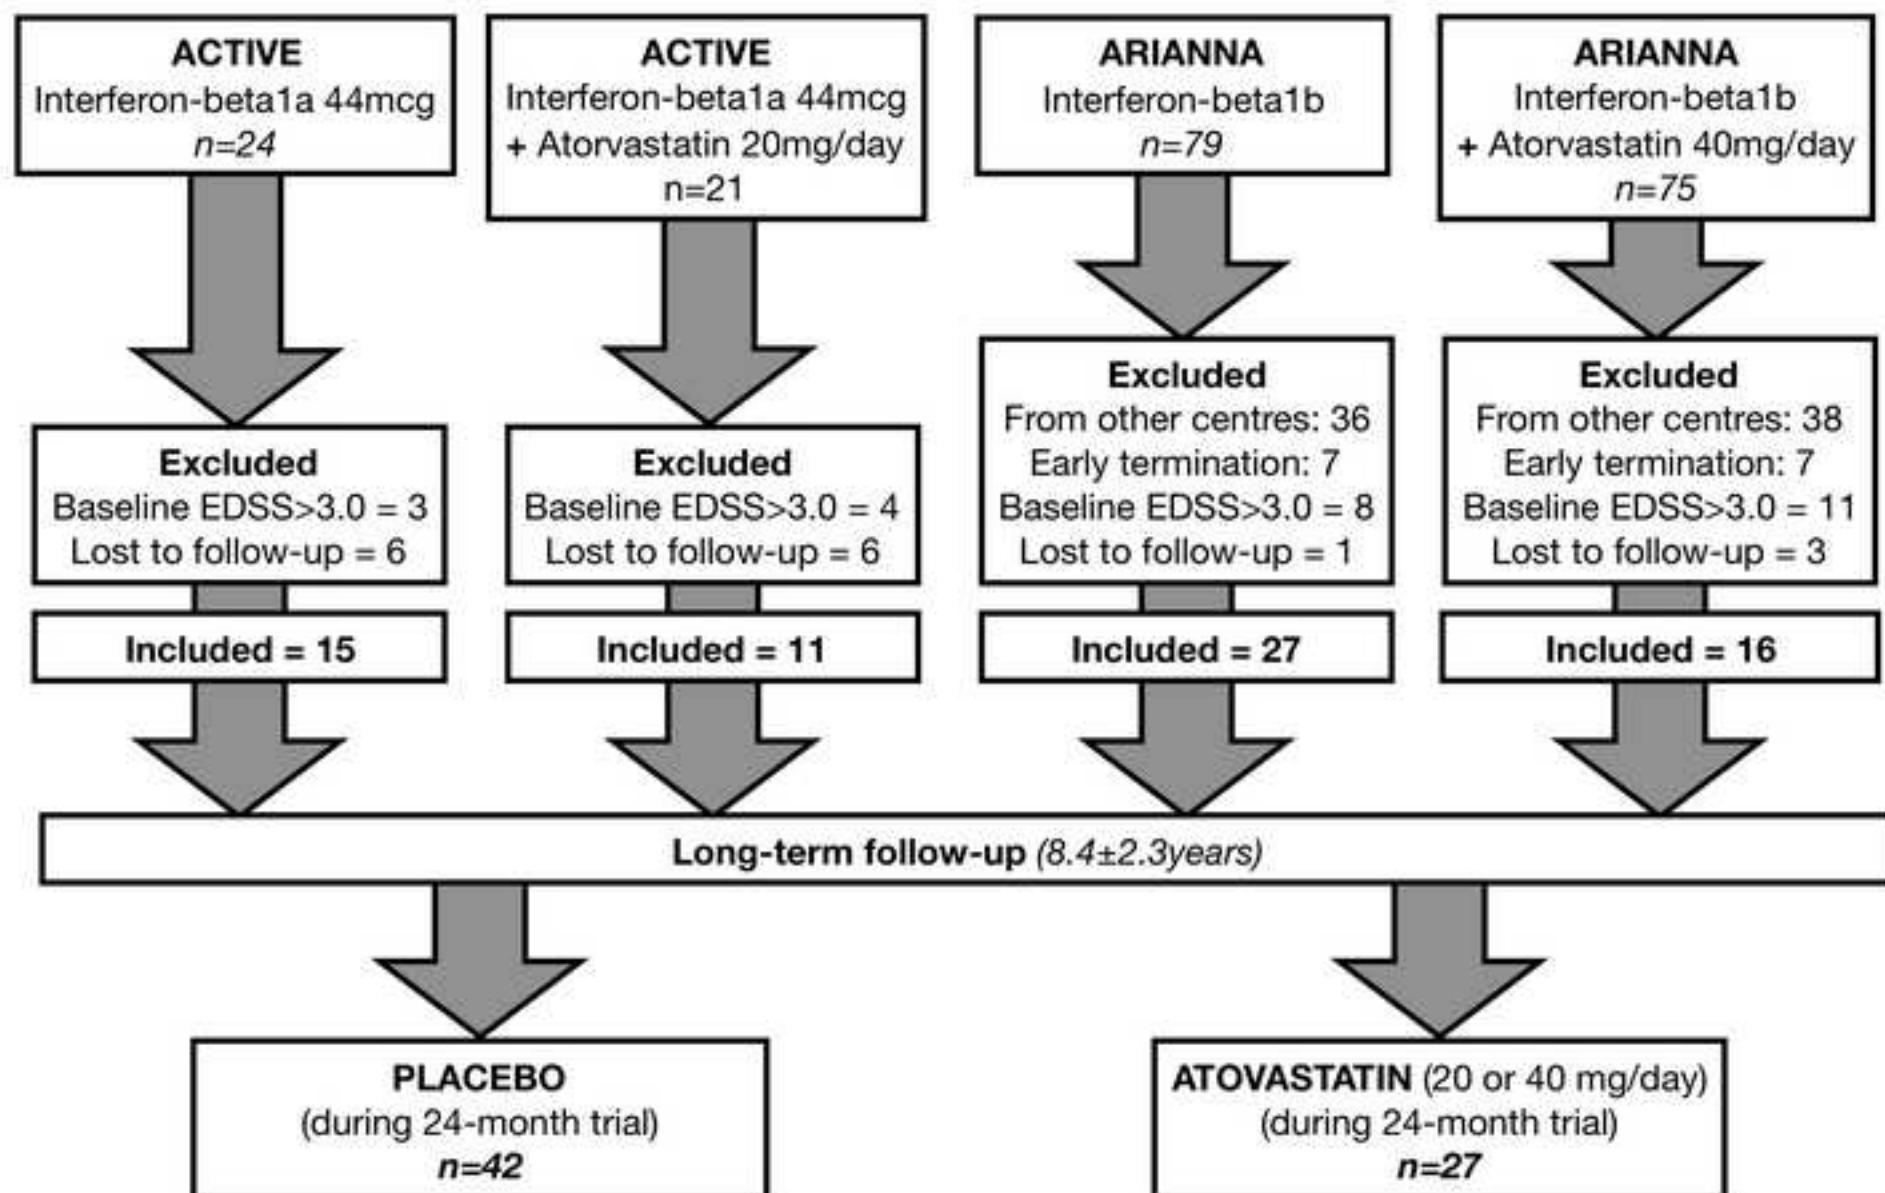 ACTIVE
Interferon-beta1a 44mcg
n=24
ACTIVE
Interferon-beta1a 44mcg
+ Atorvastatin 20mg/day
n=21
ARIANNA
Interferon-beta1b
n=79
ARIANNA
Interferon-beta1b
+ Atorvastatin 40mg/day
n=75
Excluded
Baseline EDSS>3.0 = 3
Lost to follow-up = 6
Excluded
Baseline EDSS>3.0 = 4
Lost to follow-up = 6
Excluded
From other centres: 36
Early termination: 7
Baseline EDSS>3.0 = 8
Lost to follow-up = 1
Excluded
From other centres: 38
Early termination: 7
Baseline EDSS>3.0 = 11
Lost to follow-up = 3
Included = 15
Included = 11
Included = 27
Included = 16
Long-term follow-up (8.4±2.3years)
PLACEBO
(during 24-month trial)
n=42
ATOVASTATIN (20 or 40 mg/day)
(during 24-month trial)
n=27